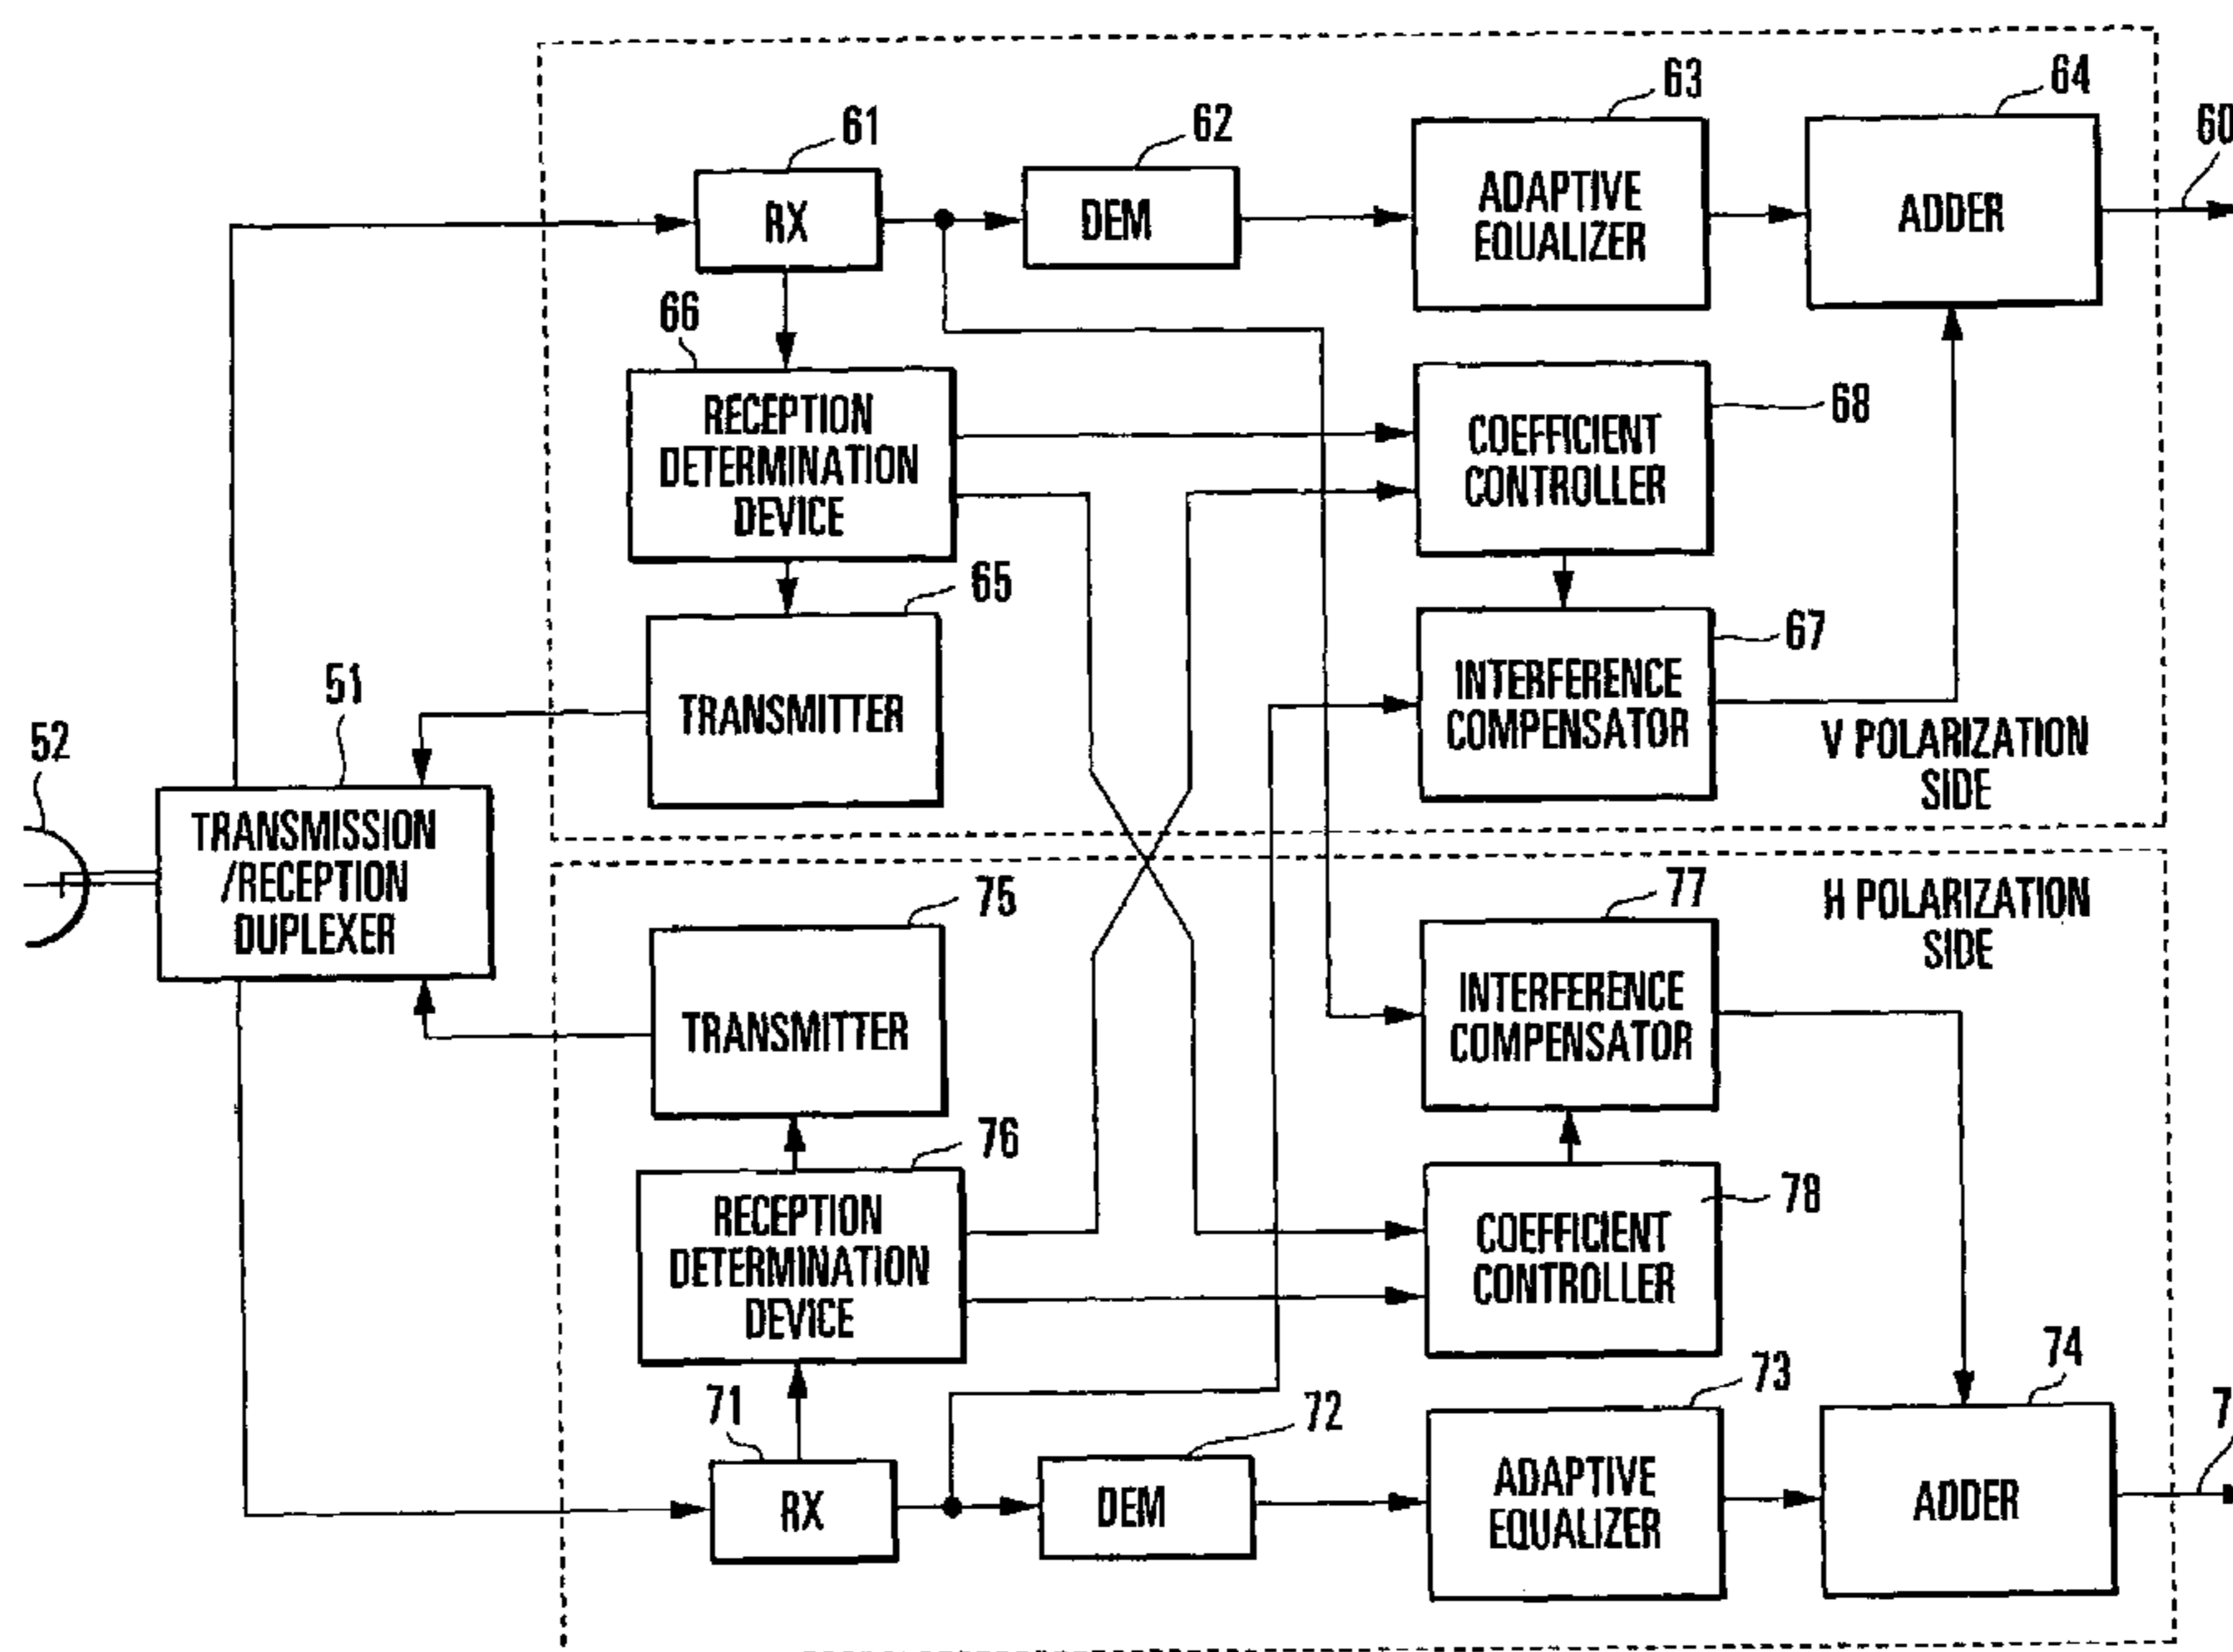 63
64
61
62
60
RX
DEM
ADAPTIVE
EQUALIZER
ADDER
66
RECEPTION
DETERMINATION
DEVICE
COEFFICIENT
CONTROLLER
68
65
TRANSMITTER
INTERFERENCE
COMPENSATOR
67
V POLARIZATION
SIDE
51
52
TRANSMISSION
/RECEPTION
DUPLEXER
75
TRANSMITTER
77
INTERFERENCE
COMPENSATOR
H POLARIZATION
SIDE
76
RECEPTION
DETERMINATION
DEVICE
COEFFICIENT
CONTROLLER
78
71
RX
72
DEM
73
ADAPTIVE
EQUALIZER
74
ADDER